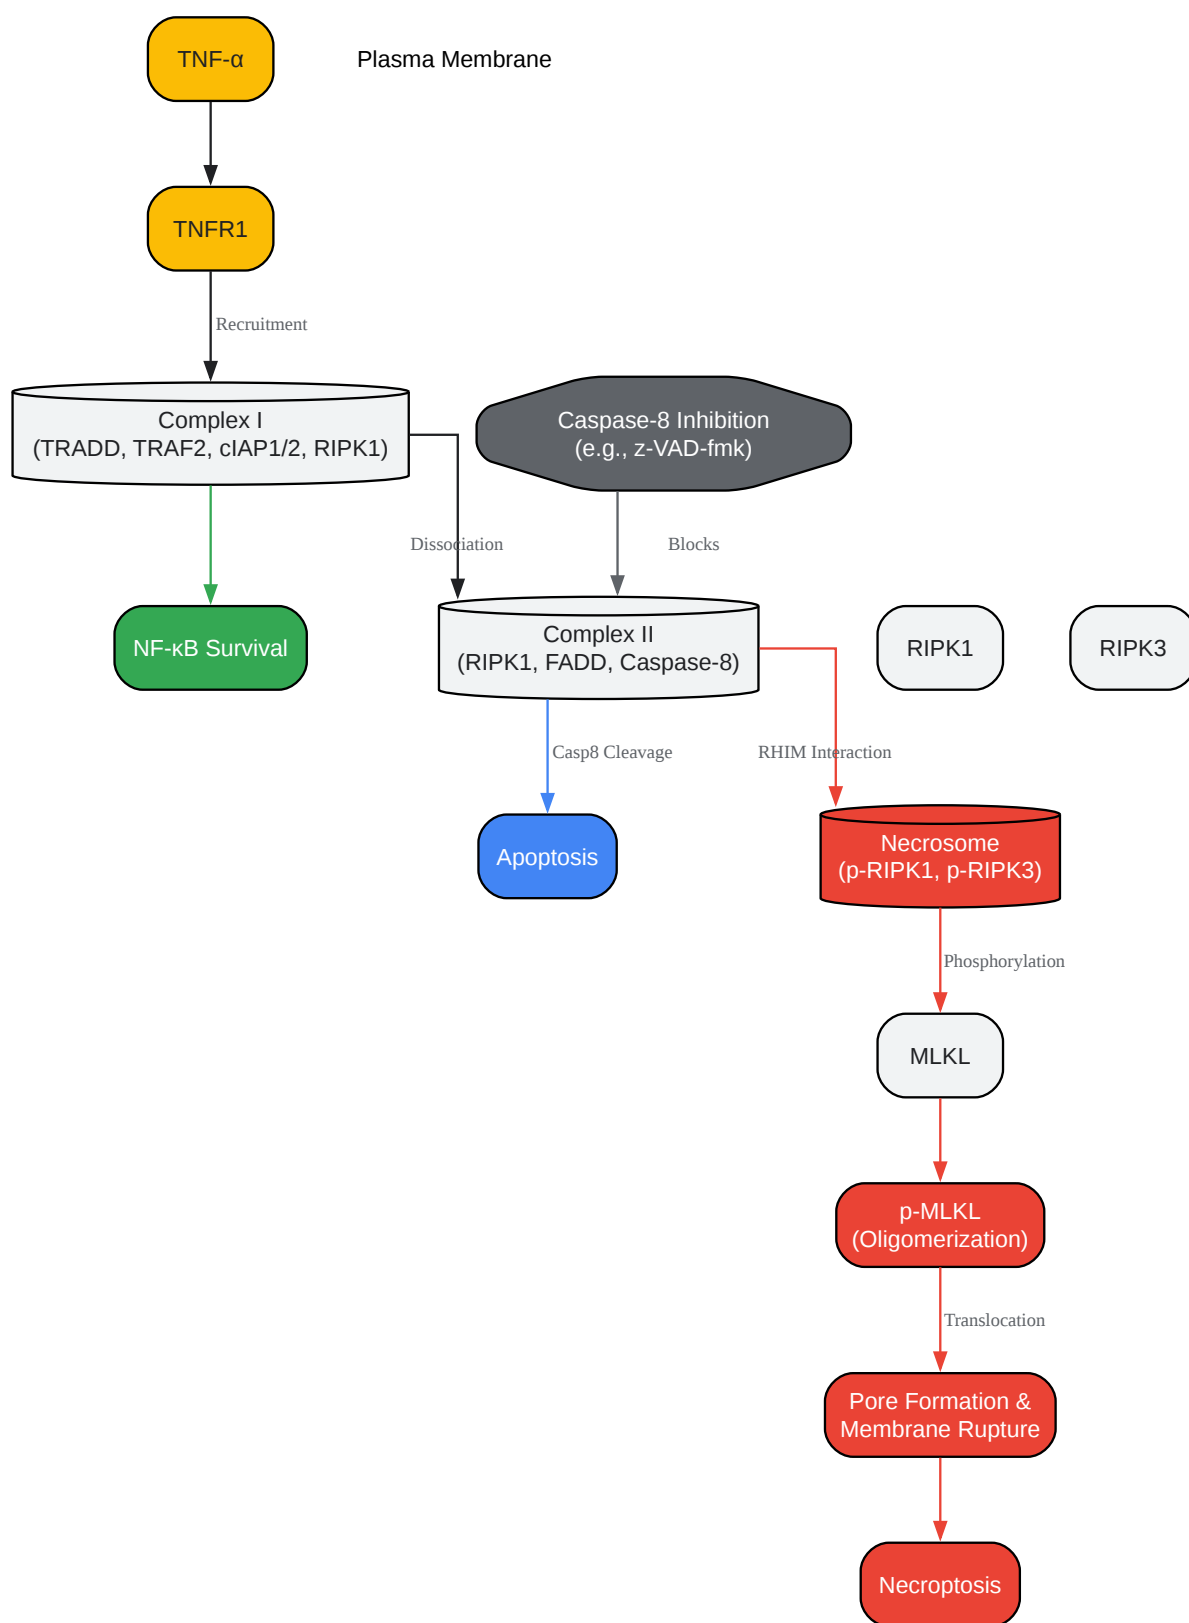 TNF-α
Plasma Membrane
TNFR1
Recruitment
Complex I
(TRADD, TRAF2, cIAP1/2, RIPK1)
Caspase-8 Inhibition
(e.g., z-VAD-fmk)
Dissociation
Blocks
NF-κB Survival
Complex II
(RIPK1, FADD, Caspase-8)
RIPK1
RIPK3
Casp8 Cleavage
RHIM Interaction
Apoptosis
Necrosome
(p-RIPK1, p-RIPK3)
Phosphorylation
MLKL
p-MLKL
(Oligomerization)
Translocation
Pore Formation &
Membrane Rupture
Necroptosis